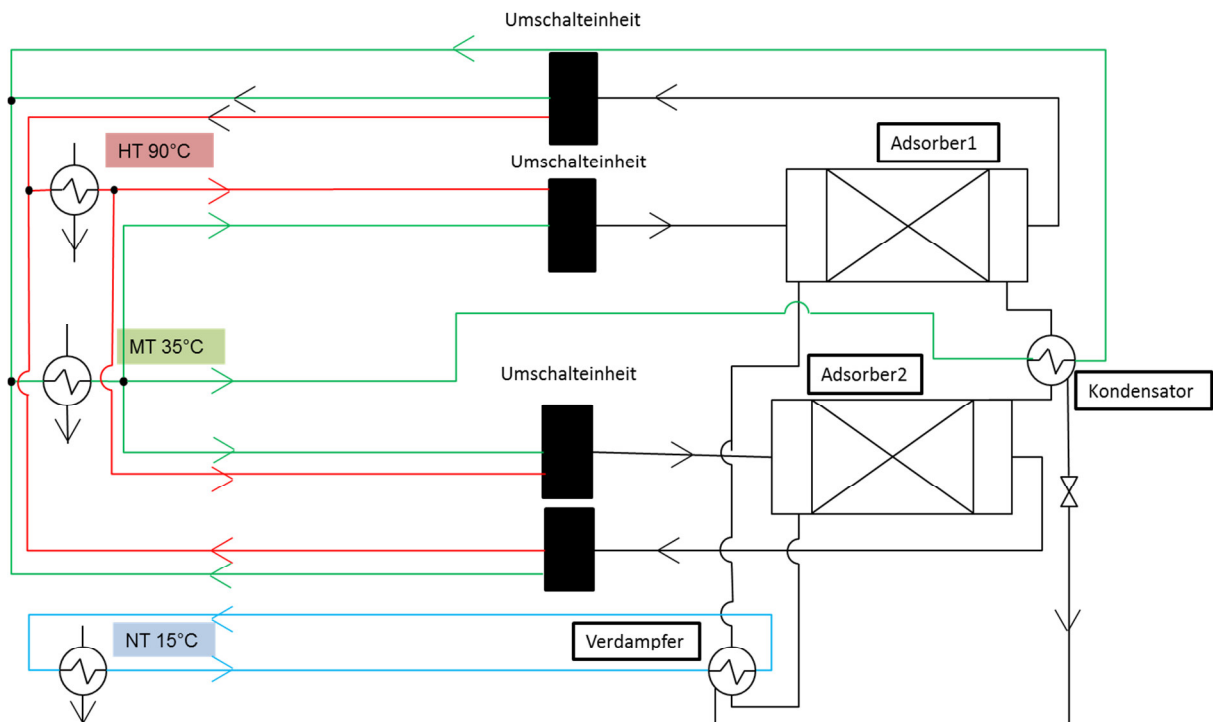 Umschalteinheit
Adsorber1
HT 90°C
Umschalteinheit
MT 35°C
Umschalteinheit
Adsorber2
Kondensator
NT 15°C
Verdampfer